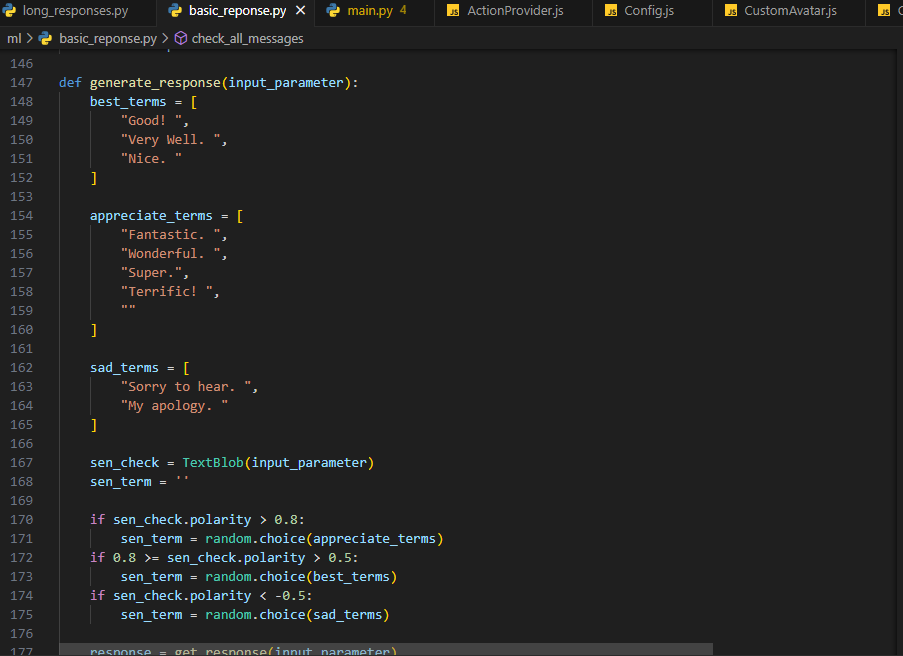 long_responses.py basic_reponse.py × main.py 4 ActionProvider.js Config.js CustomAvatar.js
ml > basic_reponse.py > check_all_messages
146
147 def generate_response(input_parameter):
148     best_terms = [
149         "Good! ",
150         "Very Well. ",
151         "Nice. "
152     ]
153
154     appreciate_terms = [
155         "Fantastic. ",
156         "Wonderful. ",
157         "Super.",
158         "Terrific! ",
159         ""
160     ]
161
162     sad_terms = [
163         "Sorry to hear. ",
164         "My apology. "
165     ]
166
167     sen_check = TextBlob(input_parameter)
168     sen_term = ''
169
170     if sen_check.polarity > 0.8:
171         sen_term = random.choice(appreciate_terms)
172     if 0.8 >= sen_check.polarity > 0.5:
173         sen_term = random.choice(best_terms)
174     if sen_check.polarity < -0.5:
175         sen_term = random.choice(sad_terms)
176
177     response = get_response(input_parameter)